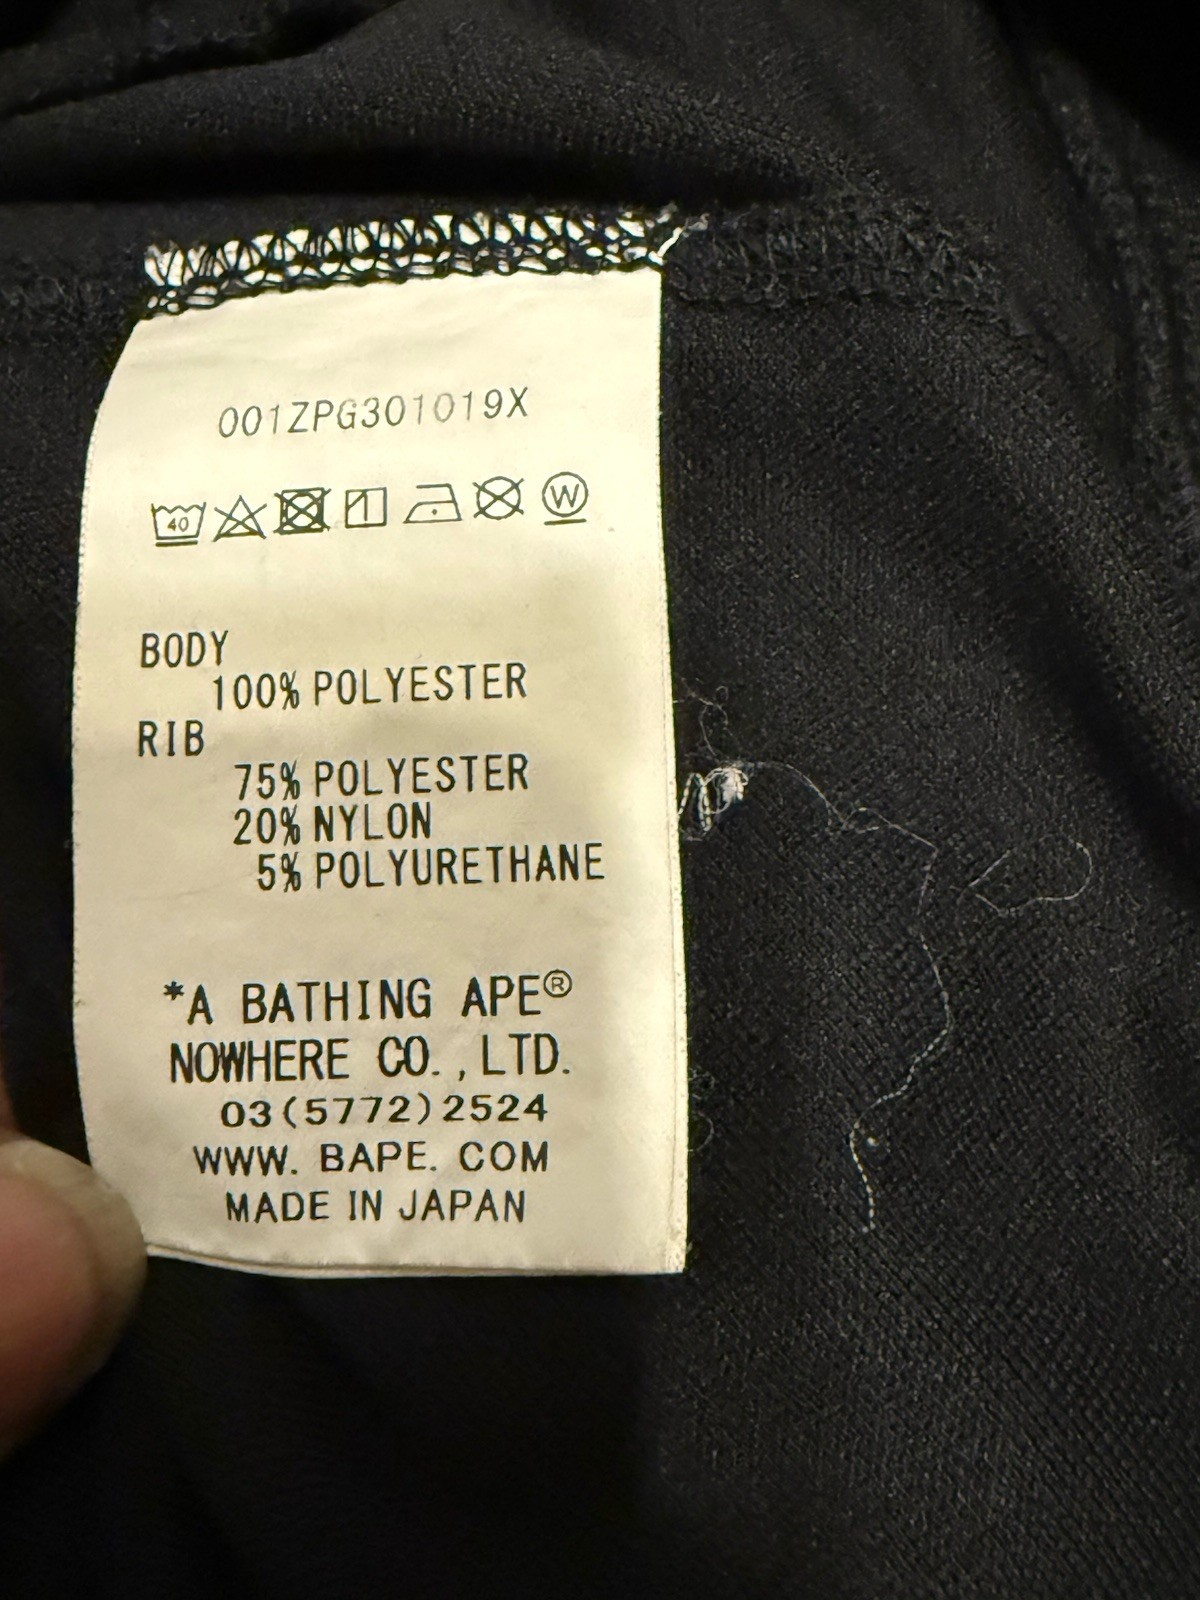 001ZPG301019X
40
W
BODY
100% POLYESTER
RIB
75% POLYESTER
20% NYLON
5% POLYURETHANE
*A BATHING APE®
NOWHERE CO.,LTD.
03(5772)2524
WWW. BAPE. COM
MADE IN JAPAN